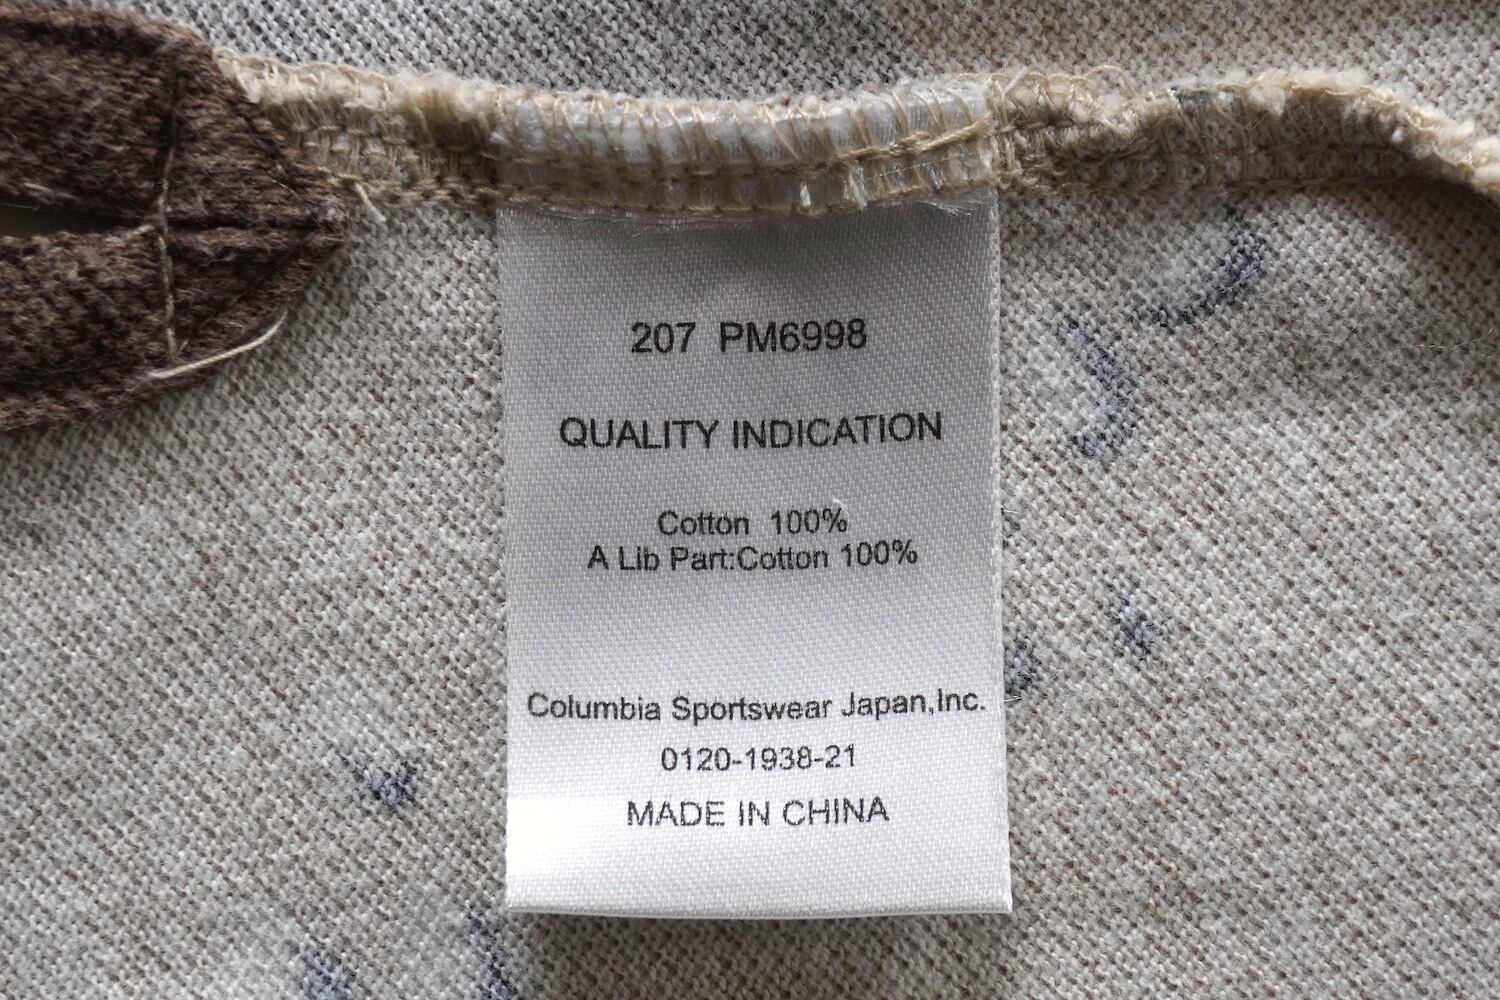 207 PM6998
QUALITY INDICATION
Cotton 100%
A Lib Part:Cotton 100%
Columbia Sportswear Japan,Inc.
0120-1938-21
MADE IN CHINA